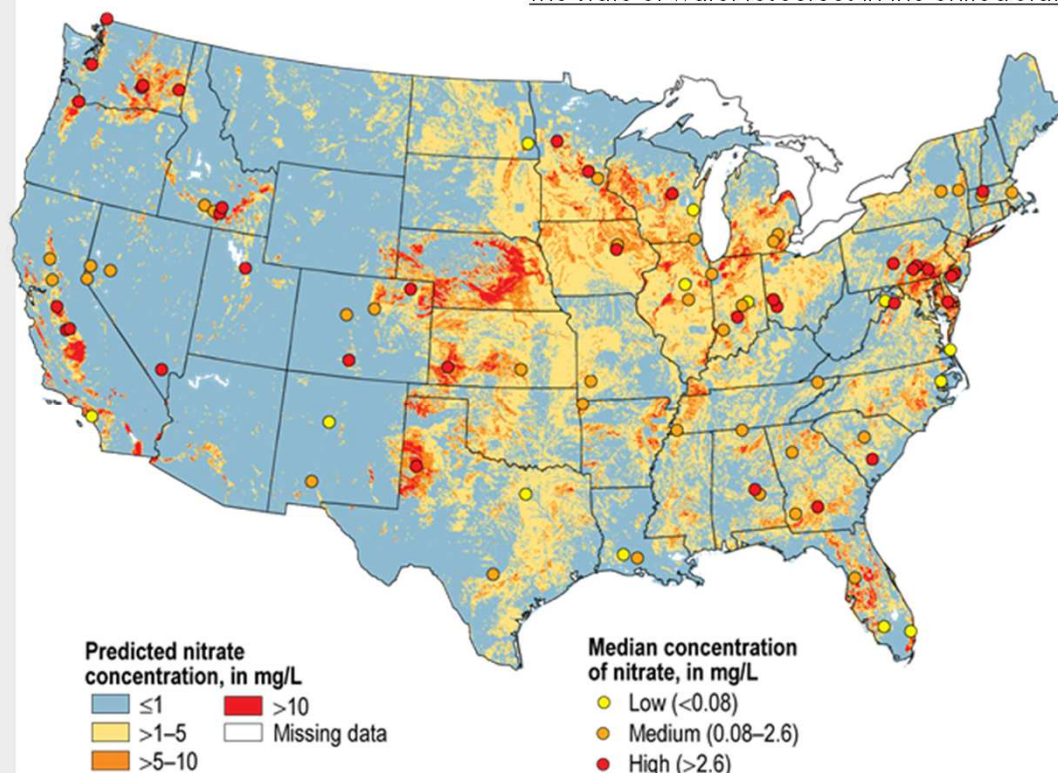 Predicted nitrate
concentration, in mg/L
≤1
>10
>1–5
Missing data
>5–10
Median concentration
of nitrate, in mg/L
Low (<0.08)
Medium (0.08–2.6)
High (>2.6)